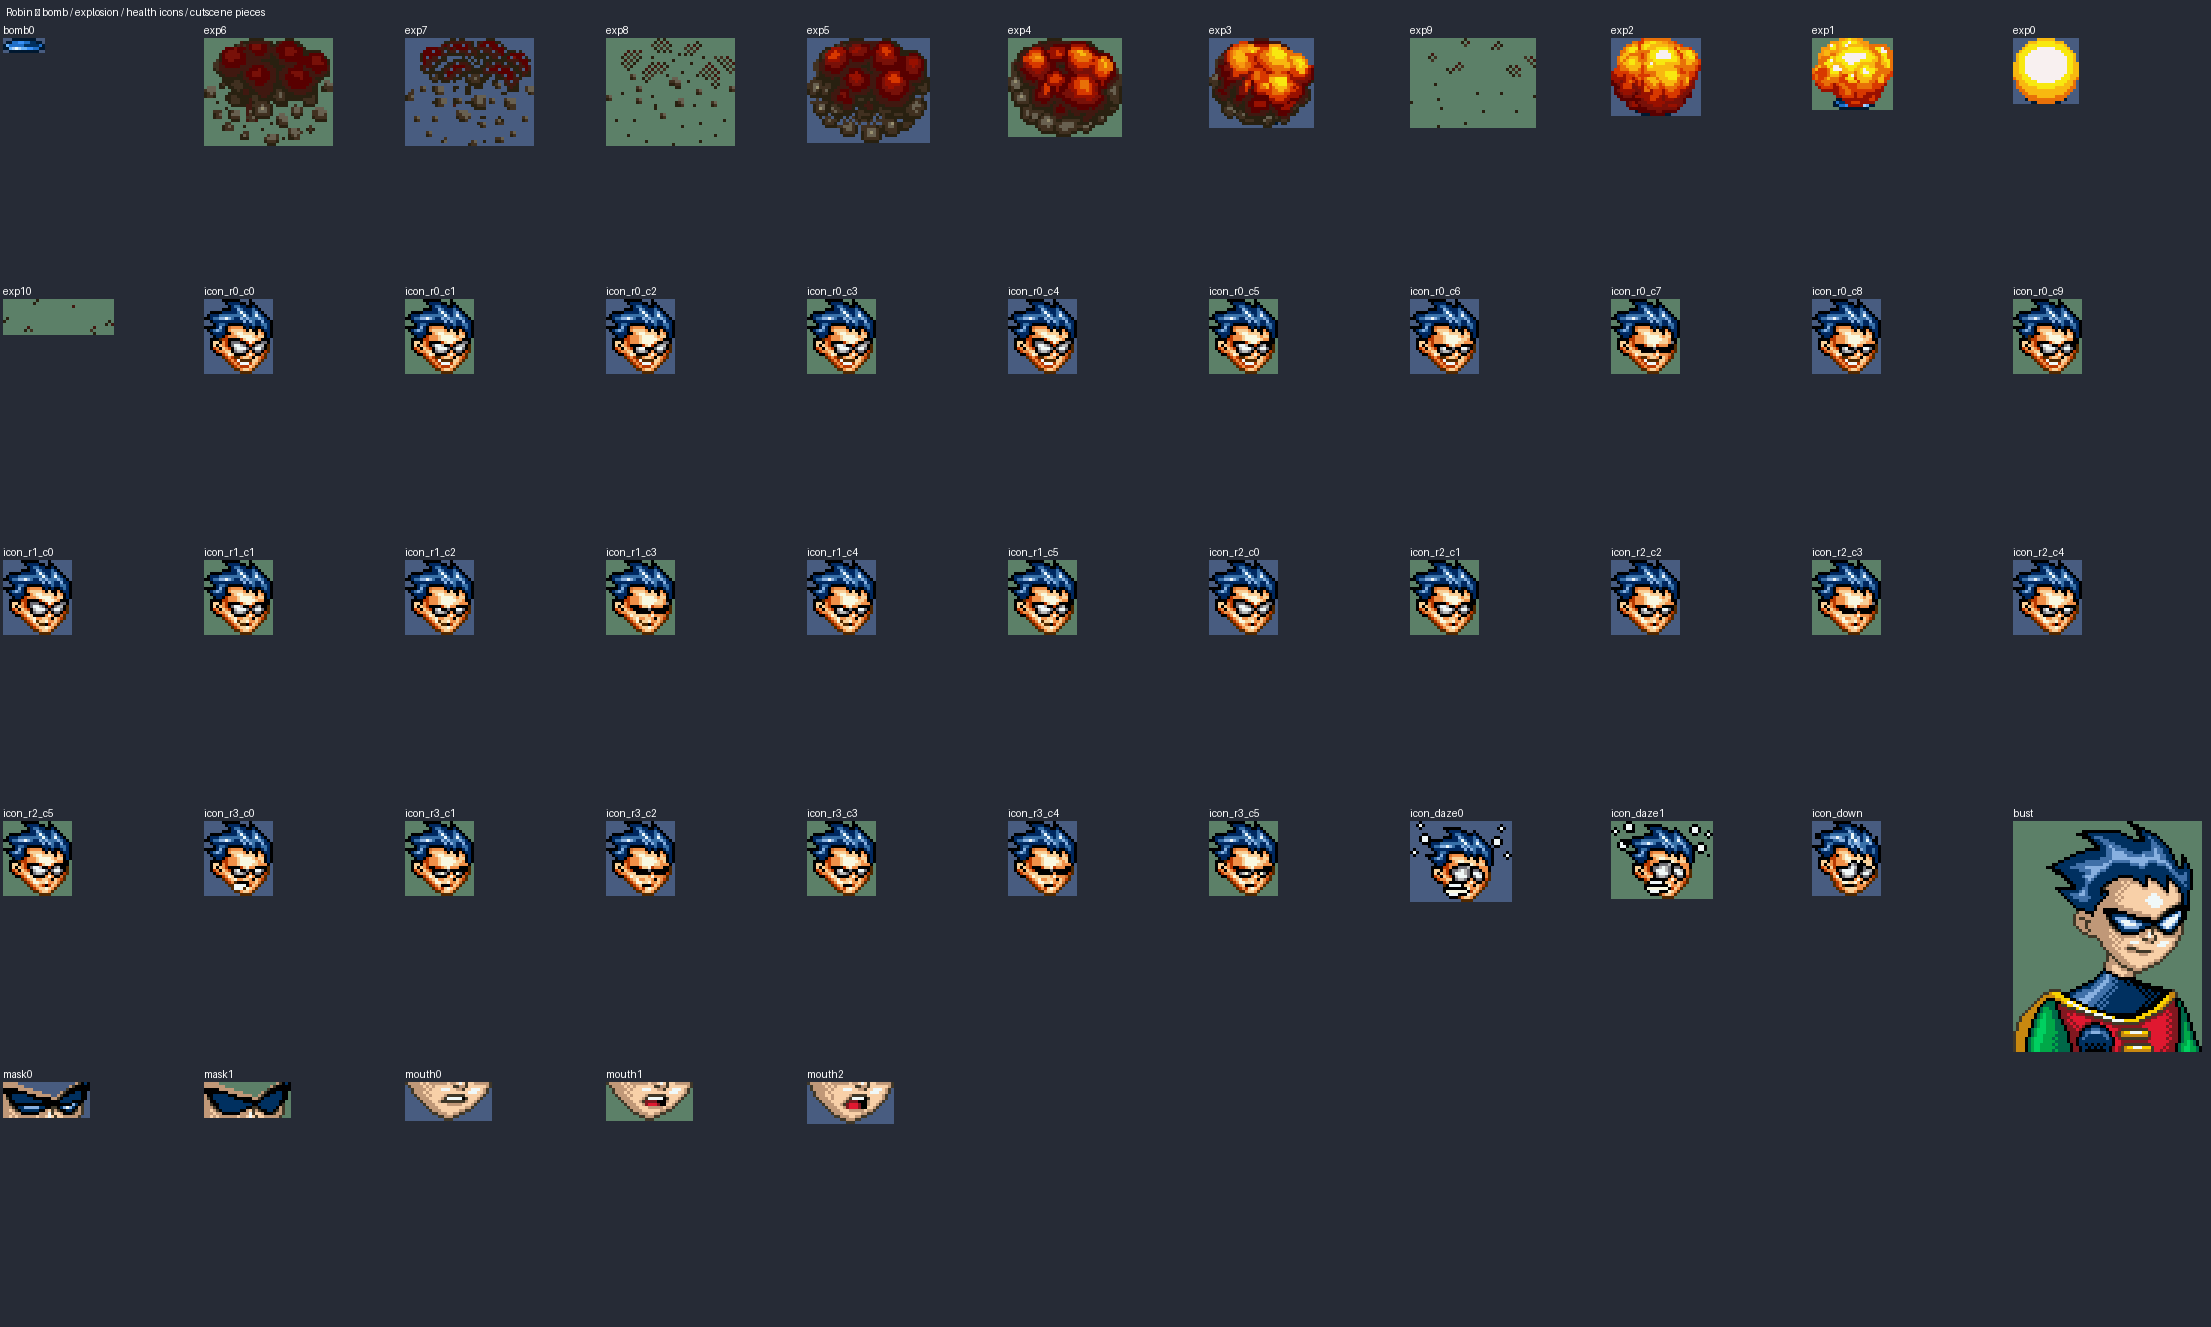 Robin ▯ bomb / explosion / health icons / cutscene pieces
bomb0 exp6 exp7 exp8 exp5 exp4 exp3 exp9 exp2 exp1 exp0
exp10 icon_r0_c0 icon_r0_c1 icon_r0_c2 icon_r0_c3 icon_r0_c4 icon_r0_c5 icon_r0_c6 icon_r0_c7 icon_r0_c8 icon_r0_c9
icon_r1_c0 icon_r1_c1 icon_r1_c2 icon_r1_c3 icon_r1_c4 icon_r1_c5 icon_r2_c0 icon_r2_c1 icon_r2_c2 icon_r2_c3 icon_r2_c4
icon_r2_c5 icon_r3_c0 icon_r3_c1 icon_r3_c2 icon_r3_c3 icon_r3_c4 icon_r3_c5 icon_daze0 icon_daze1 icon_down bust
mask0 mask1 mouth0 mouth1 mouth2